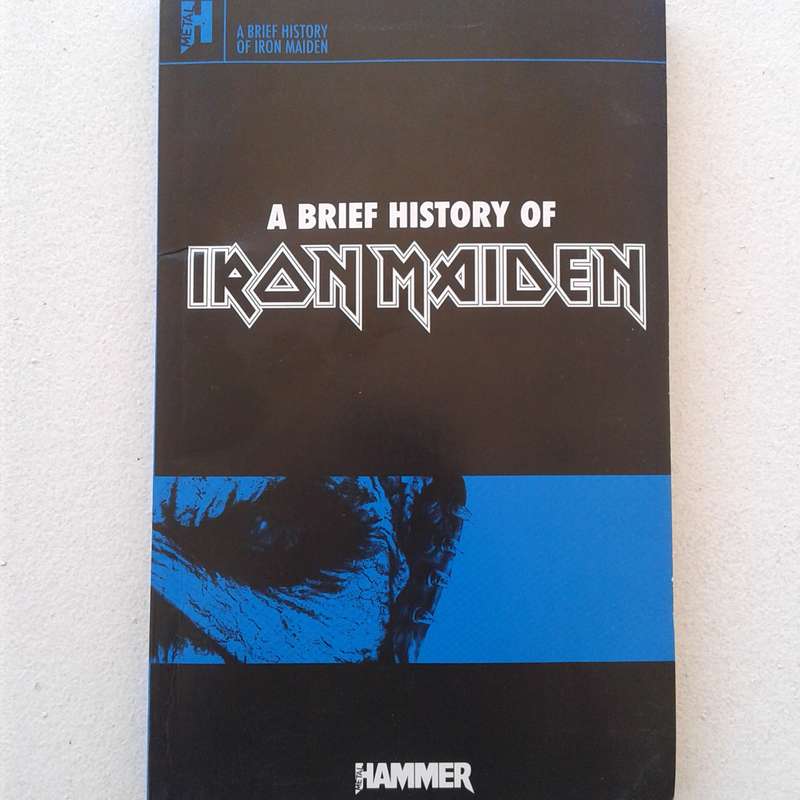 METAL H
A BRIEF HISTORY
OF IRON MAIDEN
A BRIEF HISTORY OF
IRON MAIDEN
METAL HAMMER